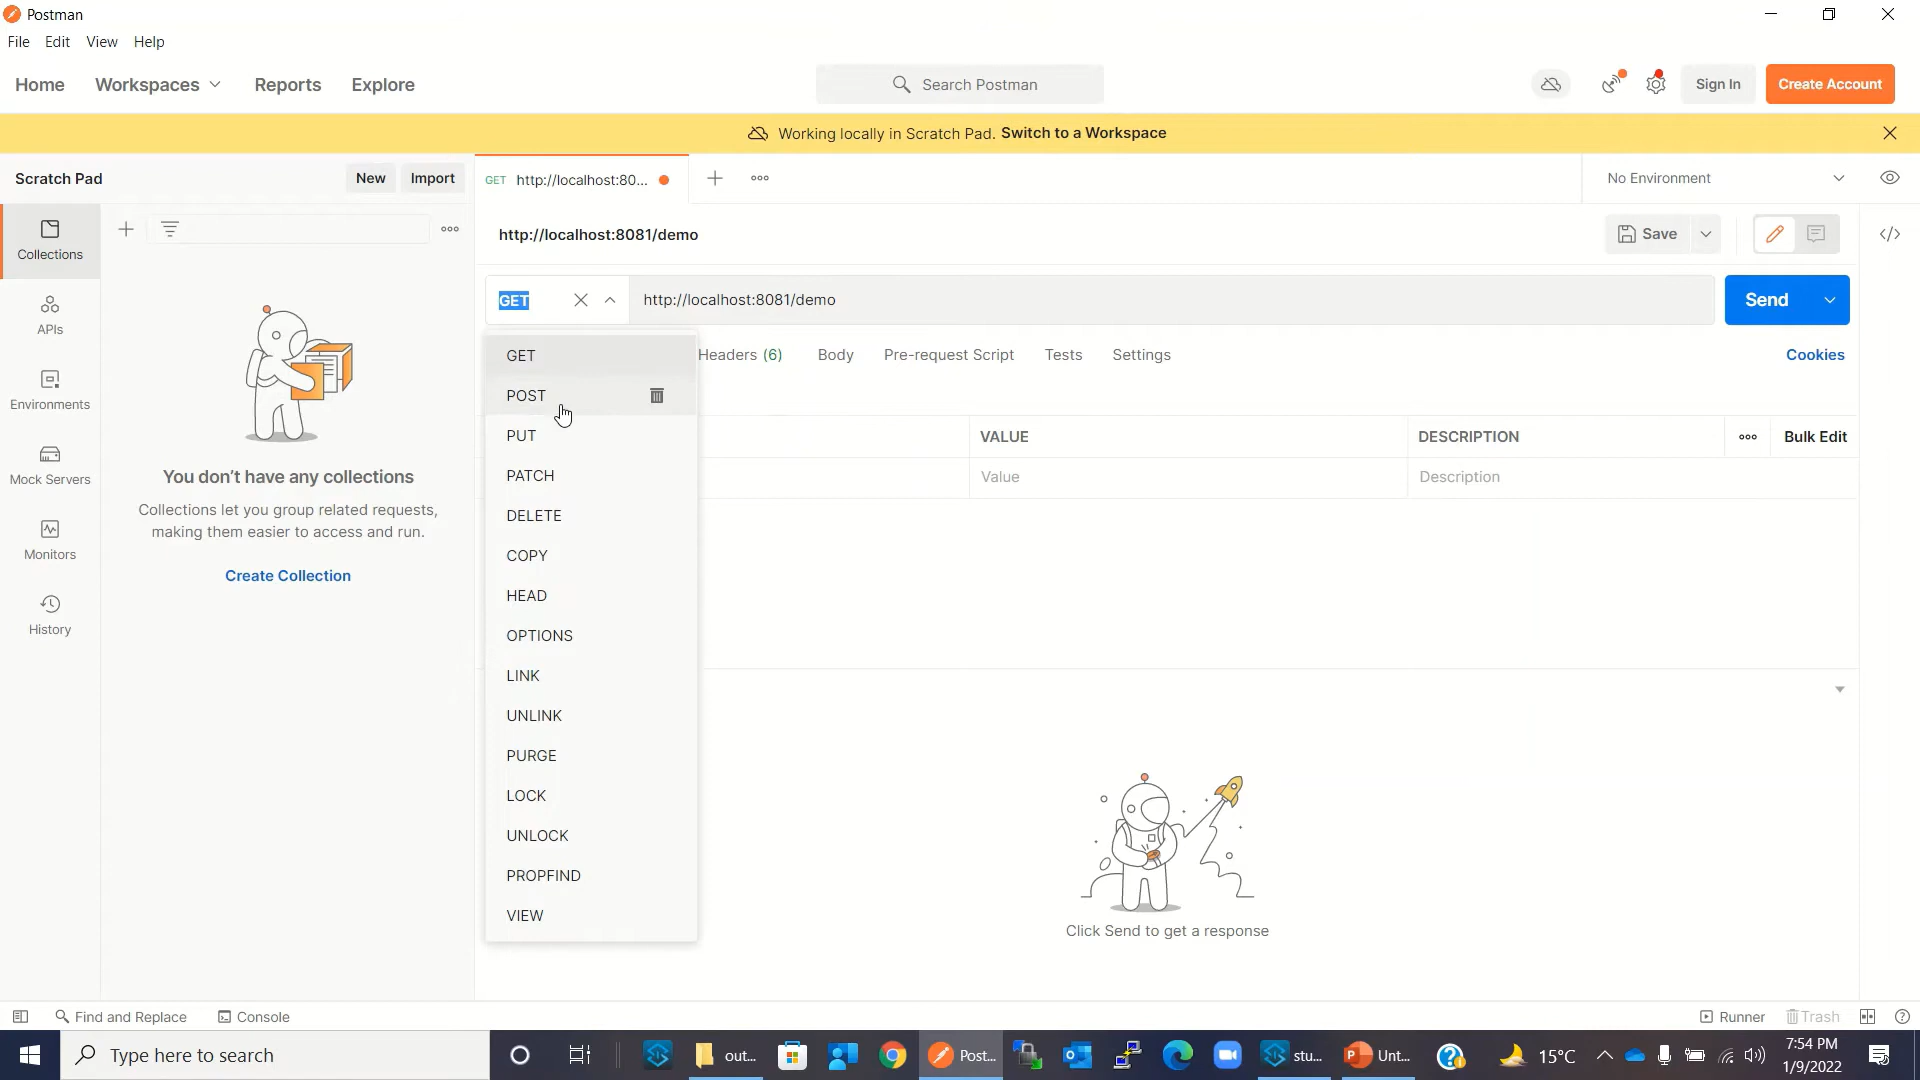 Postman
File Edit View Help
Home Workspaces Reports Explore
Search Postman
Sign In
Create Account
Working locally in Scratch Pad. Switch to a Workspace
Scratch Pad
New
Import
GET http://localhost:80...
No Environment
Collections
http://localhost:8081/demo
Save
GET
http://localhost:8081/demo
Send
APIs
Environments
Mock Servers
Monitors
History
You don't have any collections
Collections let you group related requests,
making them easier to access and run.
Create Collection
GET
POST
PUT
PATCH
DELETE
COPY
HEAD
OPTIONS
LINK
UNLINK
PURGE
LOCK
UNLOCK
PROPFIND
VIEW
Headers (6) Body Pre-request Script Tests Settings
Cookies
VALUE DESCRIPTION Bulk Edit
Value Description
Click Send to get a response
Find and Replace Console
Runner Trash
Type here to search
out...
Post...
stu...
Unt...
15°C
7:54 PM
1/9/2022